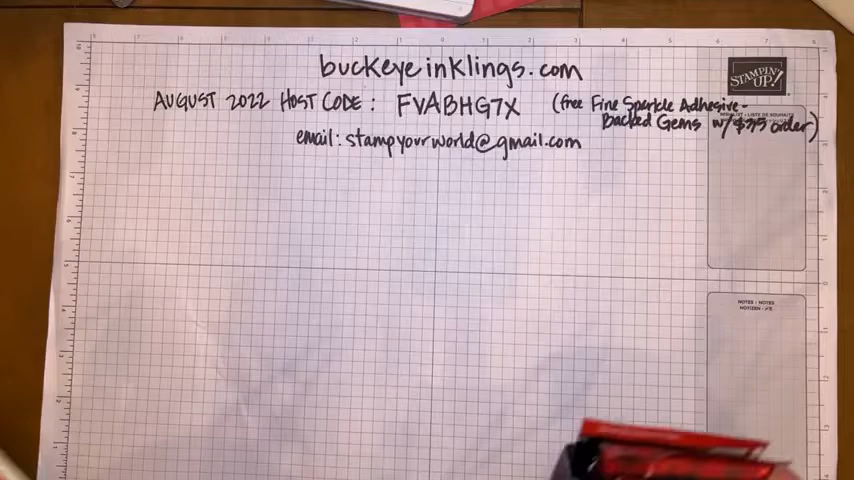 buckeyeinklings.com
STAMPIN' UP!
AUGUST 2022 HOST CODE: FVABHG7X (free Fine Sparkle Adhesive-
Backed Gems w/$35 order)
email: stampyourworld@gmail.com
NOTES • NOTES